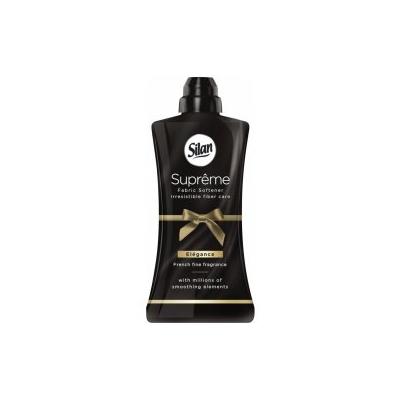 Silan
Suprême
Fabric Softener
Irresistible fiber care
Elégance
French fine fragrance
with millions of
smoothing elements